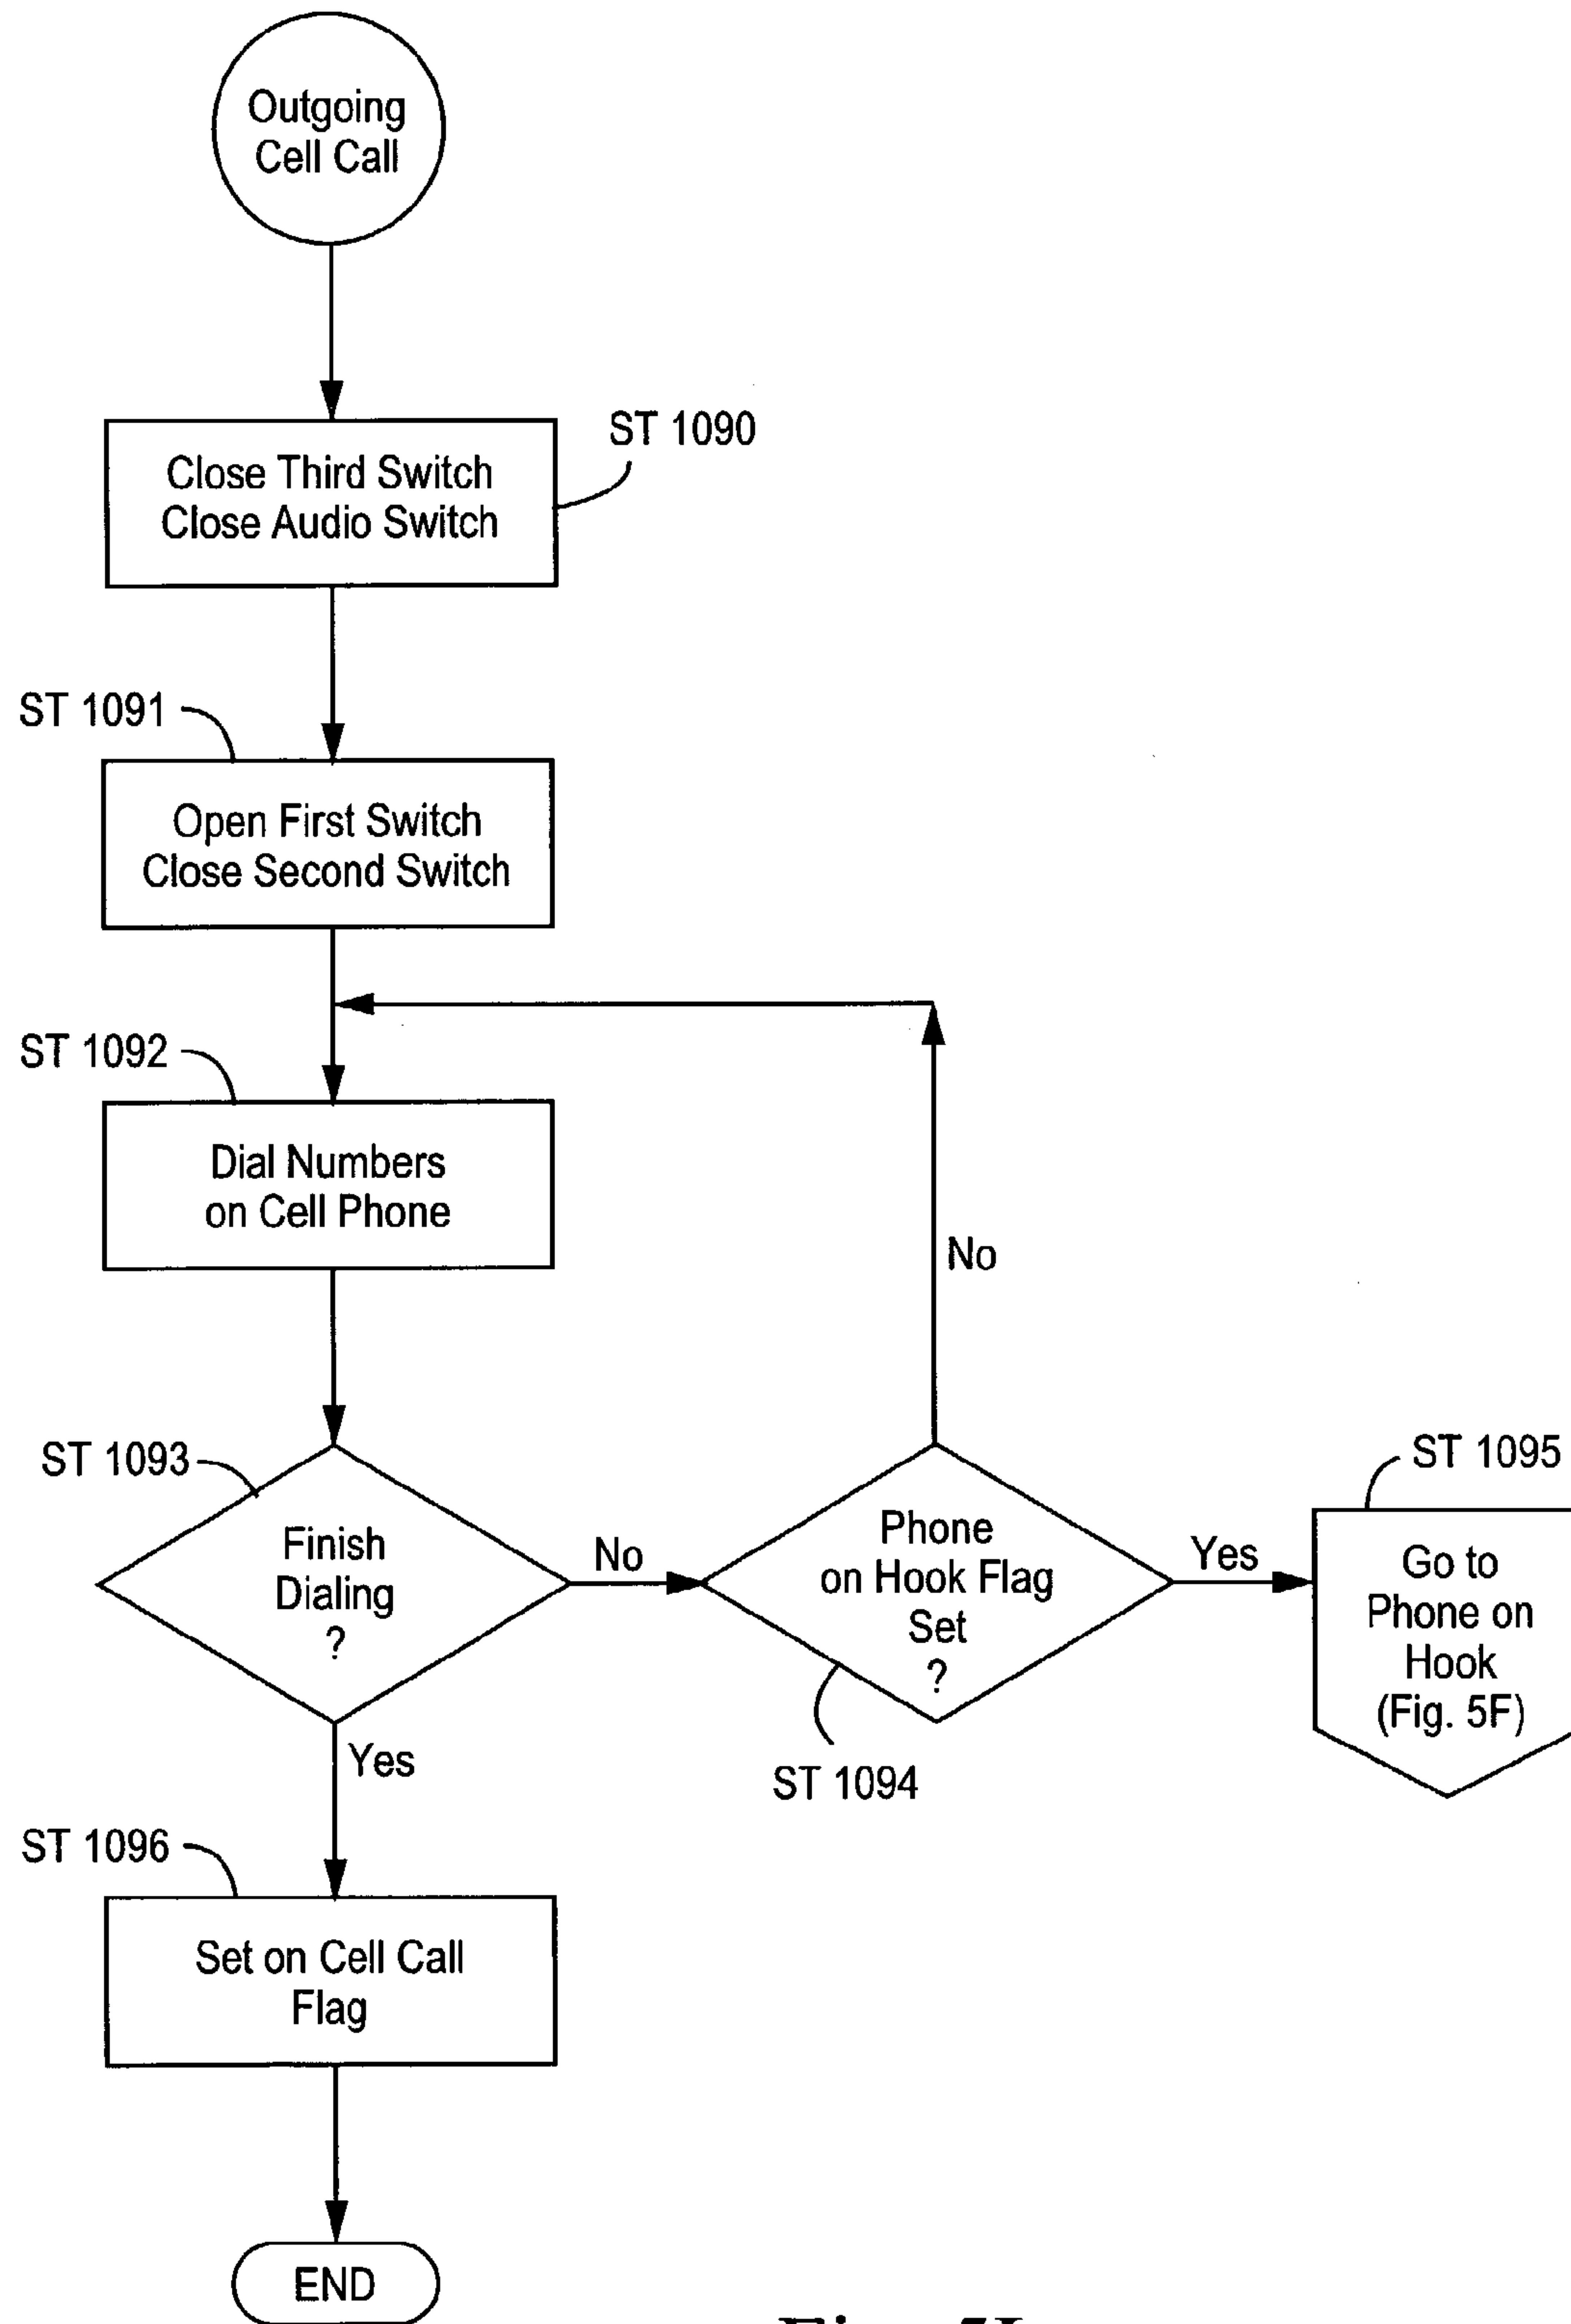 Outgoing
Cell Call
ST 1090
Close Third Switch
Close Audio Switch
ST 1091
Open First Switch
Close Second Switch
ST 1092
Dial Numbers
on Cell Phone
No
ST 1093
Finish
Dialing
?
No
Phone
on Hook Flag
Set
?
Yes
ST 1095
Go to
Phone on
Hook
(Fig. 5F)
ST 1094
Yes
ST 1096
Set on Cell Call
Flag
END